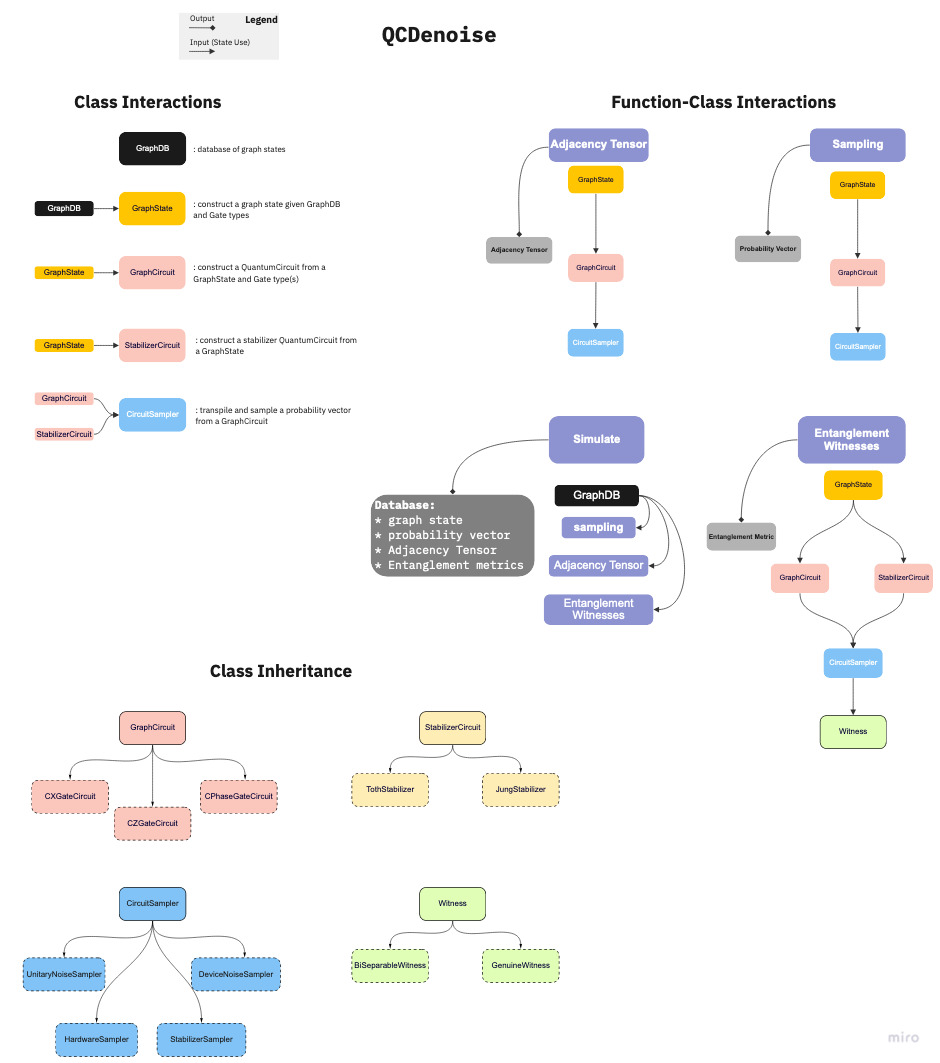 Output
Legend
Input (State Use)
QCDenoise
Class Interactions
GraphDB
: database of graph states
GraphDB
GraphState
: construct a graph state given GraphDB
and Gate types
GraphState
GraphCircuit
: construct a QuantumCircuit from a
GraphState and Gate type(s)
GraphState
StabilizerCircuit
: construct a stabilizer QuantumCircuit from
a GraphState
GraphCircuit
StabilizerCircuit
CircuitSampler
: transpile and sample a probability vector
from a GraphCircuit
Function-Class Interactions
Adjacency Tensor
GraphState
Adjacency Tensor
GraphCircuit
CircuitSampler
Sampling
GraphState
Probability Vector
GraphCircuit
CircuitSampler
Simulate
Database:
* graph state
* probability vector
* Adjacency Tensor
* Entanglement metrics
GraphDB
sampling
Adjacency Tensor
Entanglement
Witnesses
Entanglement
Witnesses
GraphState
Entanglement Metric
GraphCircuit
StabilizerCircuit
CircuitSampler
Witness
Class Inheritance
GraphCircuit
CXGateCircuit
CZGateCircuit
CPhaseGateCircuit
StabilizerCircuit
TothStabilizer
JungStabilizer
CircuitSampler
UnitaryNoiseSampler
DeviceNoiseSampler
HardwareSampler
StabilizerSampler
Witness
BiSeparableWitness
GenuineWitness
miro